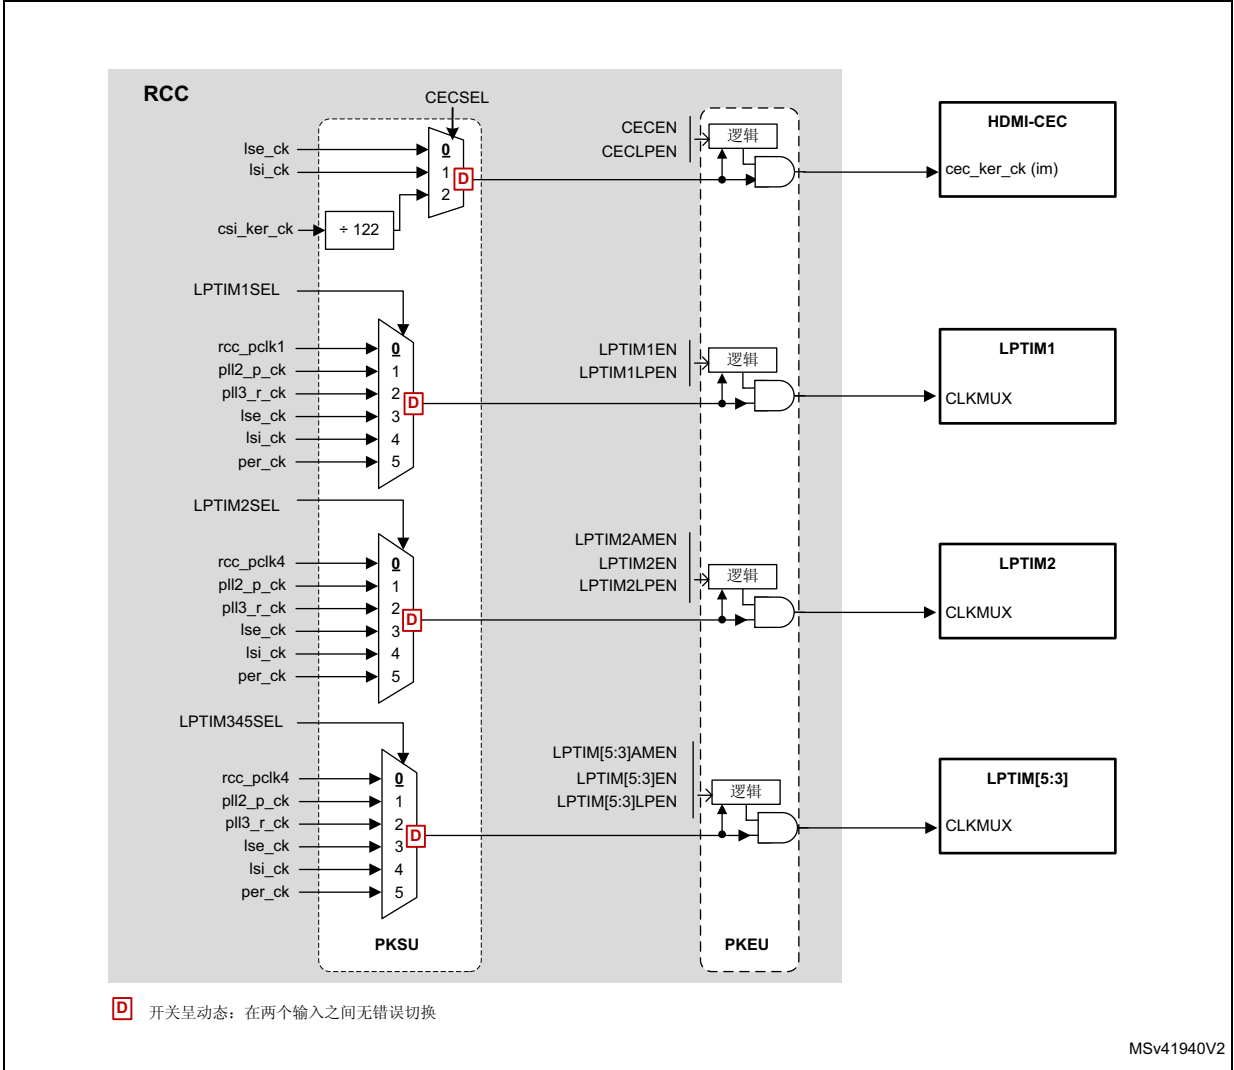 RCC
CECSEL
lse_ck
lsi_ck
csi_ker_ck
÷ 122
0
1
2
D
CECEN
CECLPEN
逻辑
HDMI-CEC
cec_ker_ck (im)
LPTIM1SEL
rcc_pclk1
pll2_p_ck
pll3_r_ck
lse_ck
lsi_ck
per_ck
0
1
2
3
4
5
D
LPTIM1EN
LPTIM1LPEN
逻辑
LPTIM1
CLKMUX
LPTIM2SEL
rcc_pclk4
pll2_p_ck
pll3_r_ck
lse_ck
lsi_ck
per_ck
0
1
2
3
4
5
D
LPTIM2AMEN
LPTIM2EN
LPTIM2LPEN
逻辑
LPTIM2
CLKMUX
LPTIM345SEL
rcc_pclk4
pll2_p_ck
pll3_r_ck
lse_ck
lsi_ck
per_ck
0
1
2
3
4
5
D
LPTIM[5:3]AMEN
LPTIM[5:3]EN
LPTIM[5:3]LPEN
逻辑
LPTIM[5:3]
CLKMUX
PKSU
PKEU
D 开关呈动态：在两个输入之间无错误切换
MSv41940V2